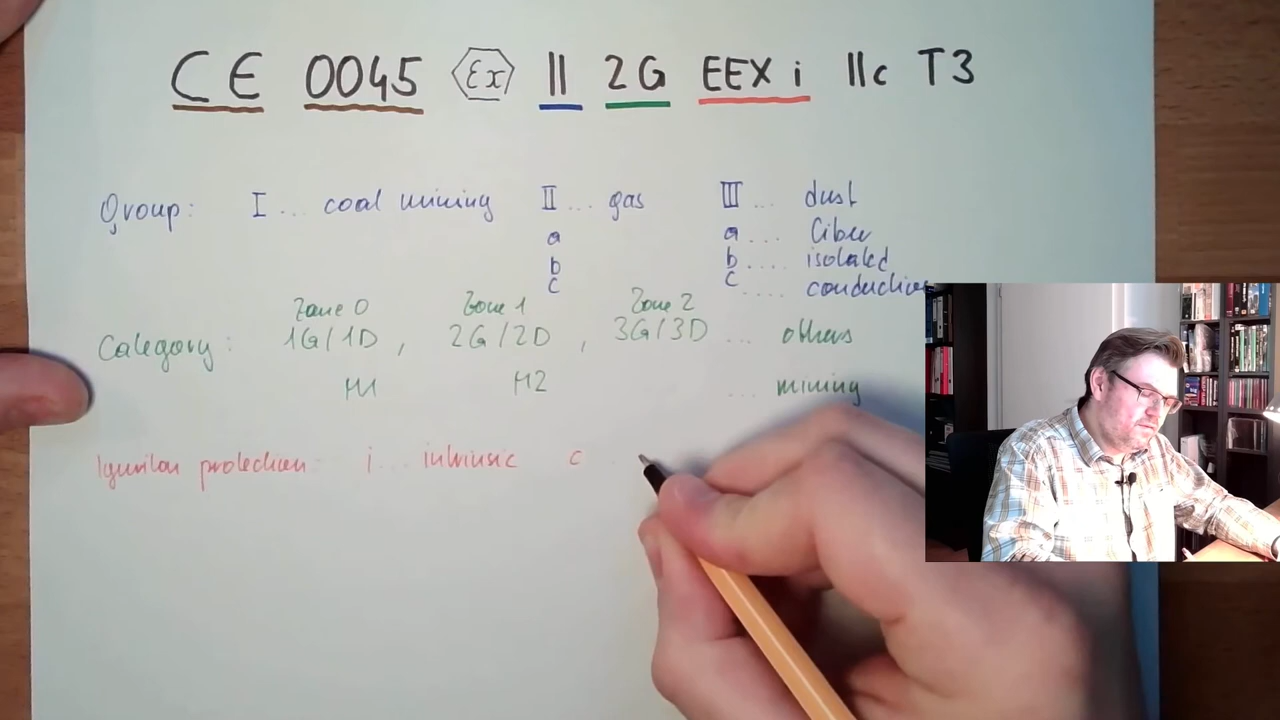 CE 0045 Ex II 2G EEX i IIc T3
Group: I ... coal mining II ... gas III ... dust
a a .... fiber
b b .... isolated
c c .... conductive
Zone 0 Zone 1 Zone 2
Category: 1G/1D, 2G/2D, 3G/3D ... others
M1 M2 ... mining
Ignition protection: i ... intrinsic c